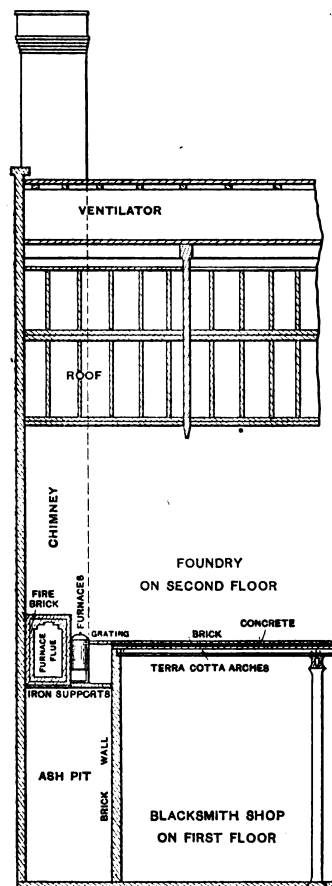 VENTILATOR
ROOF
CHIMNEY
FOUNDRY
ON SECOND FLOOR
FURNACES
FIRE
BRICK
FURNACE
FLUE
GRATING
BRICK
CONCRETE
TERRA COTTA ARCHES
IRON SUPPORTS
ASH PIT
BRICK WALL
BLACKSMITH SHOP
ON FIRST FLOOR